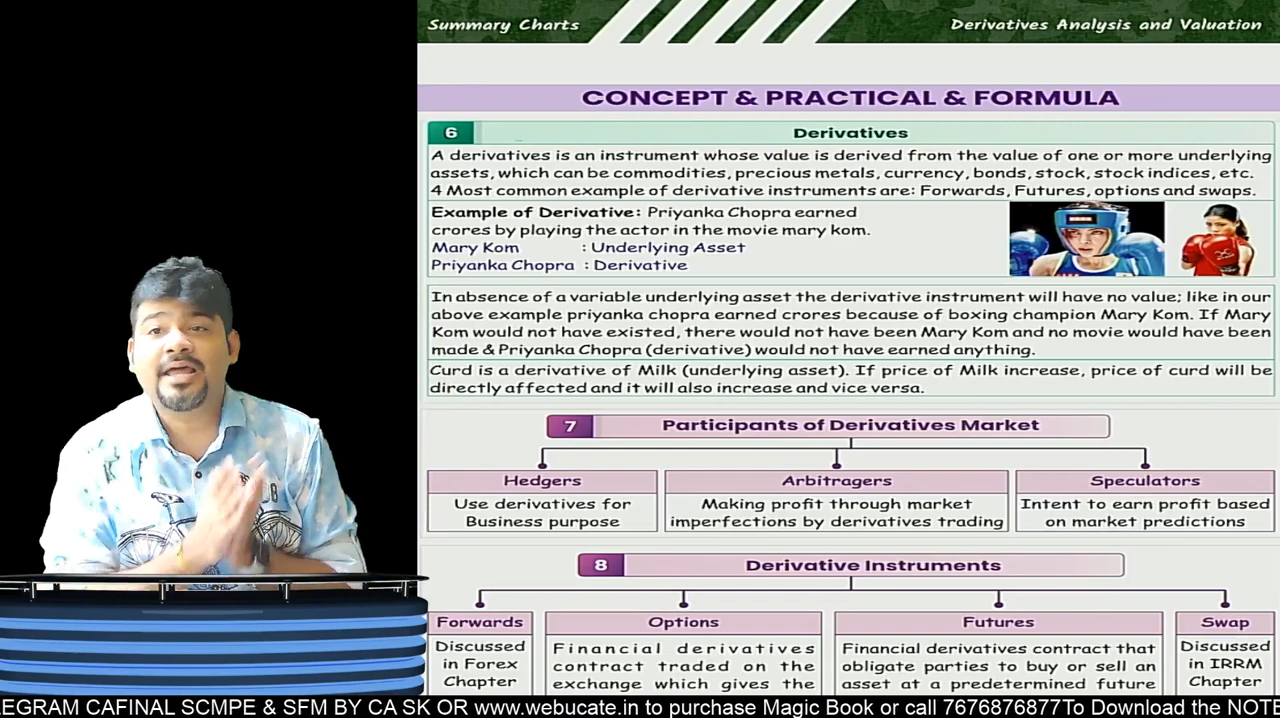 Summary Charts
Derivatives Analysis and Valuation
CONCEPT & PRACTICAL & FORMULA
6
Derivatives
A derivatives is an instrument whose value is derived from the value of one or more underlying
assets, which can be commodities, precious metals, currency, bonds, stock, stock indices, etc.
4 Most common example of derivative instruments are: Forwards, Futures, options and swaps.
Example of Derivative: Priyanka Chopra earned
crores by playing the actor in the movie mary kom.
Mary Kom : Underlying Asset
Priyanka Chopra : Derivative
In absence of a variable underlying asset the derivative instrument will have no value; like in our
above example priyanka chopra earned crores because of boxing champion Mary Kom. If Mary
Kom would not have existed, there would not have been Mary Kom and no movie would have been
made & Priyanka Chopra (derivative) would not have earned anything.
Curd is a derivative of Milk (underlying asset). If price of Milk increase, price of curd will be
directly affected and it will also increase and vice versa.
7
Participants of Derivatives Market
Hedgers
Use derivatives for
Business purpose
Arbitragers
Making profit through market
imperfections by derivatives trading
Speculators
Intent to earn profit based
on market predictions
8
Derivative Instruments
Forwards
Discussed
in Forex
Chapter
Options
Financial derivatives
contract traded on the
exchange which gives the
Futures
Financial derivatives contract that
obligate parties to buy or sell an
asset at a predetermined future
Swap
Discussed
in IRRM
Chapter
LEGRAM CAFINAL SCMPE & SFM BY CA SK OR www.webucate.in to purchase Magic Book or call 7676876877To Download the NOTE